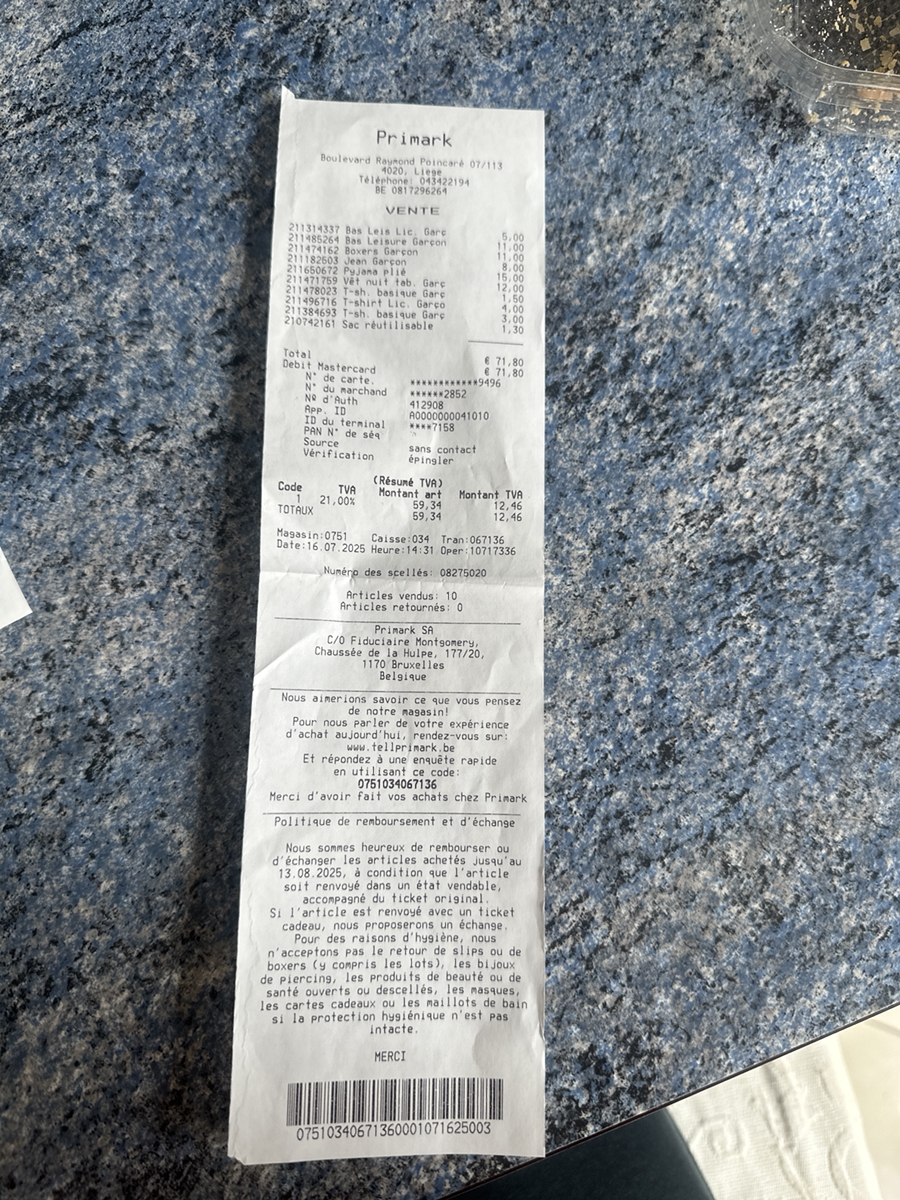 Primark
Boulevard Raymond Poincaré 07/113
4020, Liege
Téléphone: 043422194
BE 0817296264
VENTE
211314337 Bas Leis Lic. Garç 5,00
211485264 Bas Leisure Garçon 11,00
211474162 Boxers Garçon 11,00
211182503 Jean Garçon 8,00
211650672 Pyjama plié 15,00
211471759 Vêt nuit tab. Garç 12,00
211478023 T-sh. basique Garç 1,50
211496716 T-shirt Lic. Garço 4,00
211384693 T-sh. basique Garç 3,00
210742161 Sac réutilisable 1,30
Total € 71,80
Debit Mastercard € 71,80
N° de carte. ************9496
N° du marchand ******2852
Nº d'Auth 412908
App. ID A0000000041010
ID du terminal ****7158
PAN N° de séq
Source sans contact
Vérification épingler
(Résumé TVA)
Code TVA Montant art Montant TVA
1 21,00% 59,34 12,46
TOTAUX 59,34 12,46
Magasin:0751 Caisse:034 Tran:067136
Date:16.07.2025 Heure:14:31 Oper:10717336
Numéro des scellés: 08275020
Articles vendus: 10
Articles retournés: 0
Primark SA
C/O Fiduciaire Montgomery,
Chaussée de la Hulpe, 177/20,
1170 Bruxelles
Belgique
Nous aimerions savoir ce que vous pensez
de notre magasin!
Pour nous parler de votre expérience
d'achat aujourd'hui, rendez-vous sur:
www.tellprimark.be
Et répondez à une enquête rapide
en utilisant ce code:
0751034067136
Merci d'avoir fait vos achats chez Primark
Politique de remboursement et d'échange
Nous sommes heureux de rembourser ou
d'échanger les articles achetés jusqu'au
13.08.2025, à condition que l'article
soit renvoyé dans un état vendable,
accompagné du ticket original.
Si l'article est renvoyé avec un ticket
cadeau, nous proposerons un échange.
Pour des raisons d'hygiène, nous
n'acceptons pas le retour de slips ou de
boxers (y compris les lots), les bijoux
de piercing, les produits de beauté ou de
santé ouverts ou descellés, les masques,
les cartes cadeaux ou les maillots de bain
si la protection hygiénique n'est pas
intacte.
MERCI
07510340671360001071625003